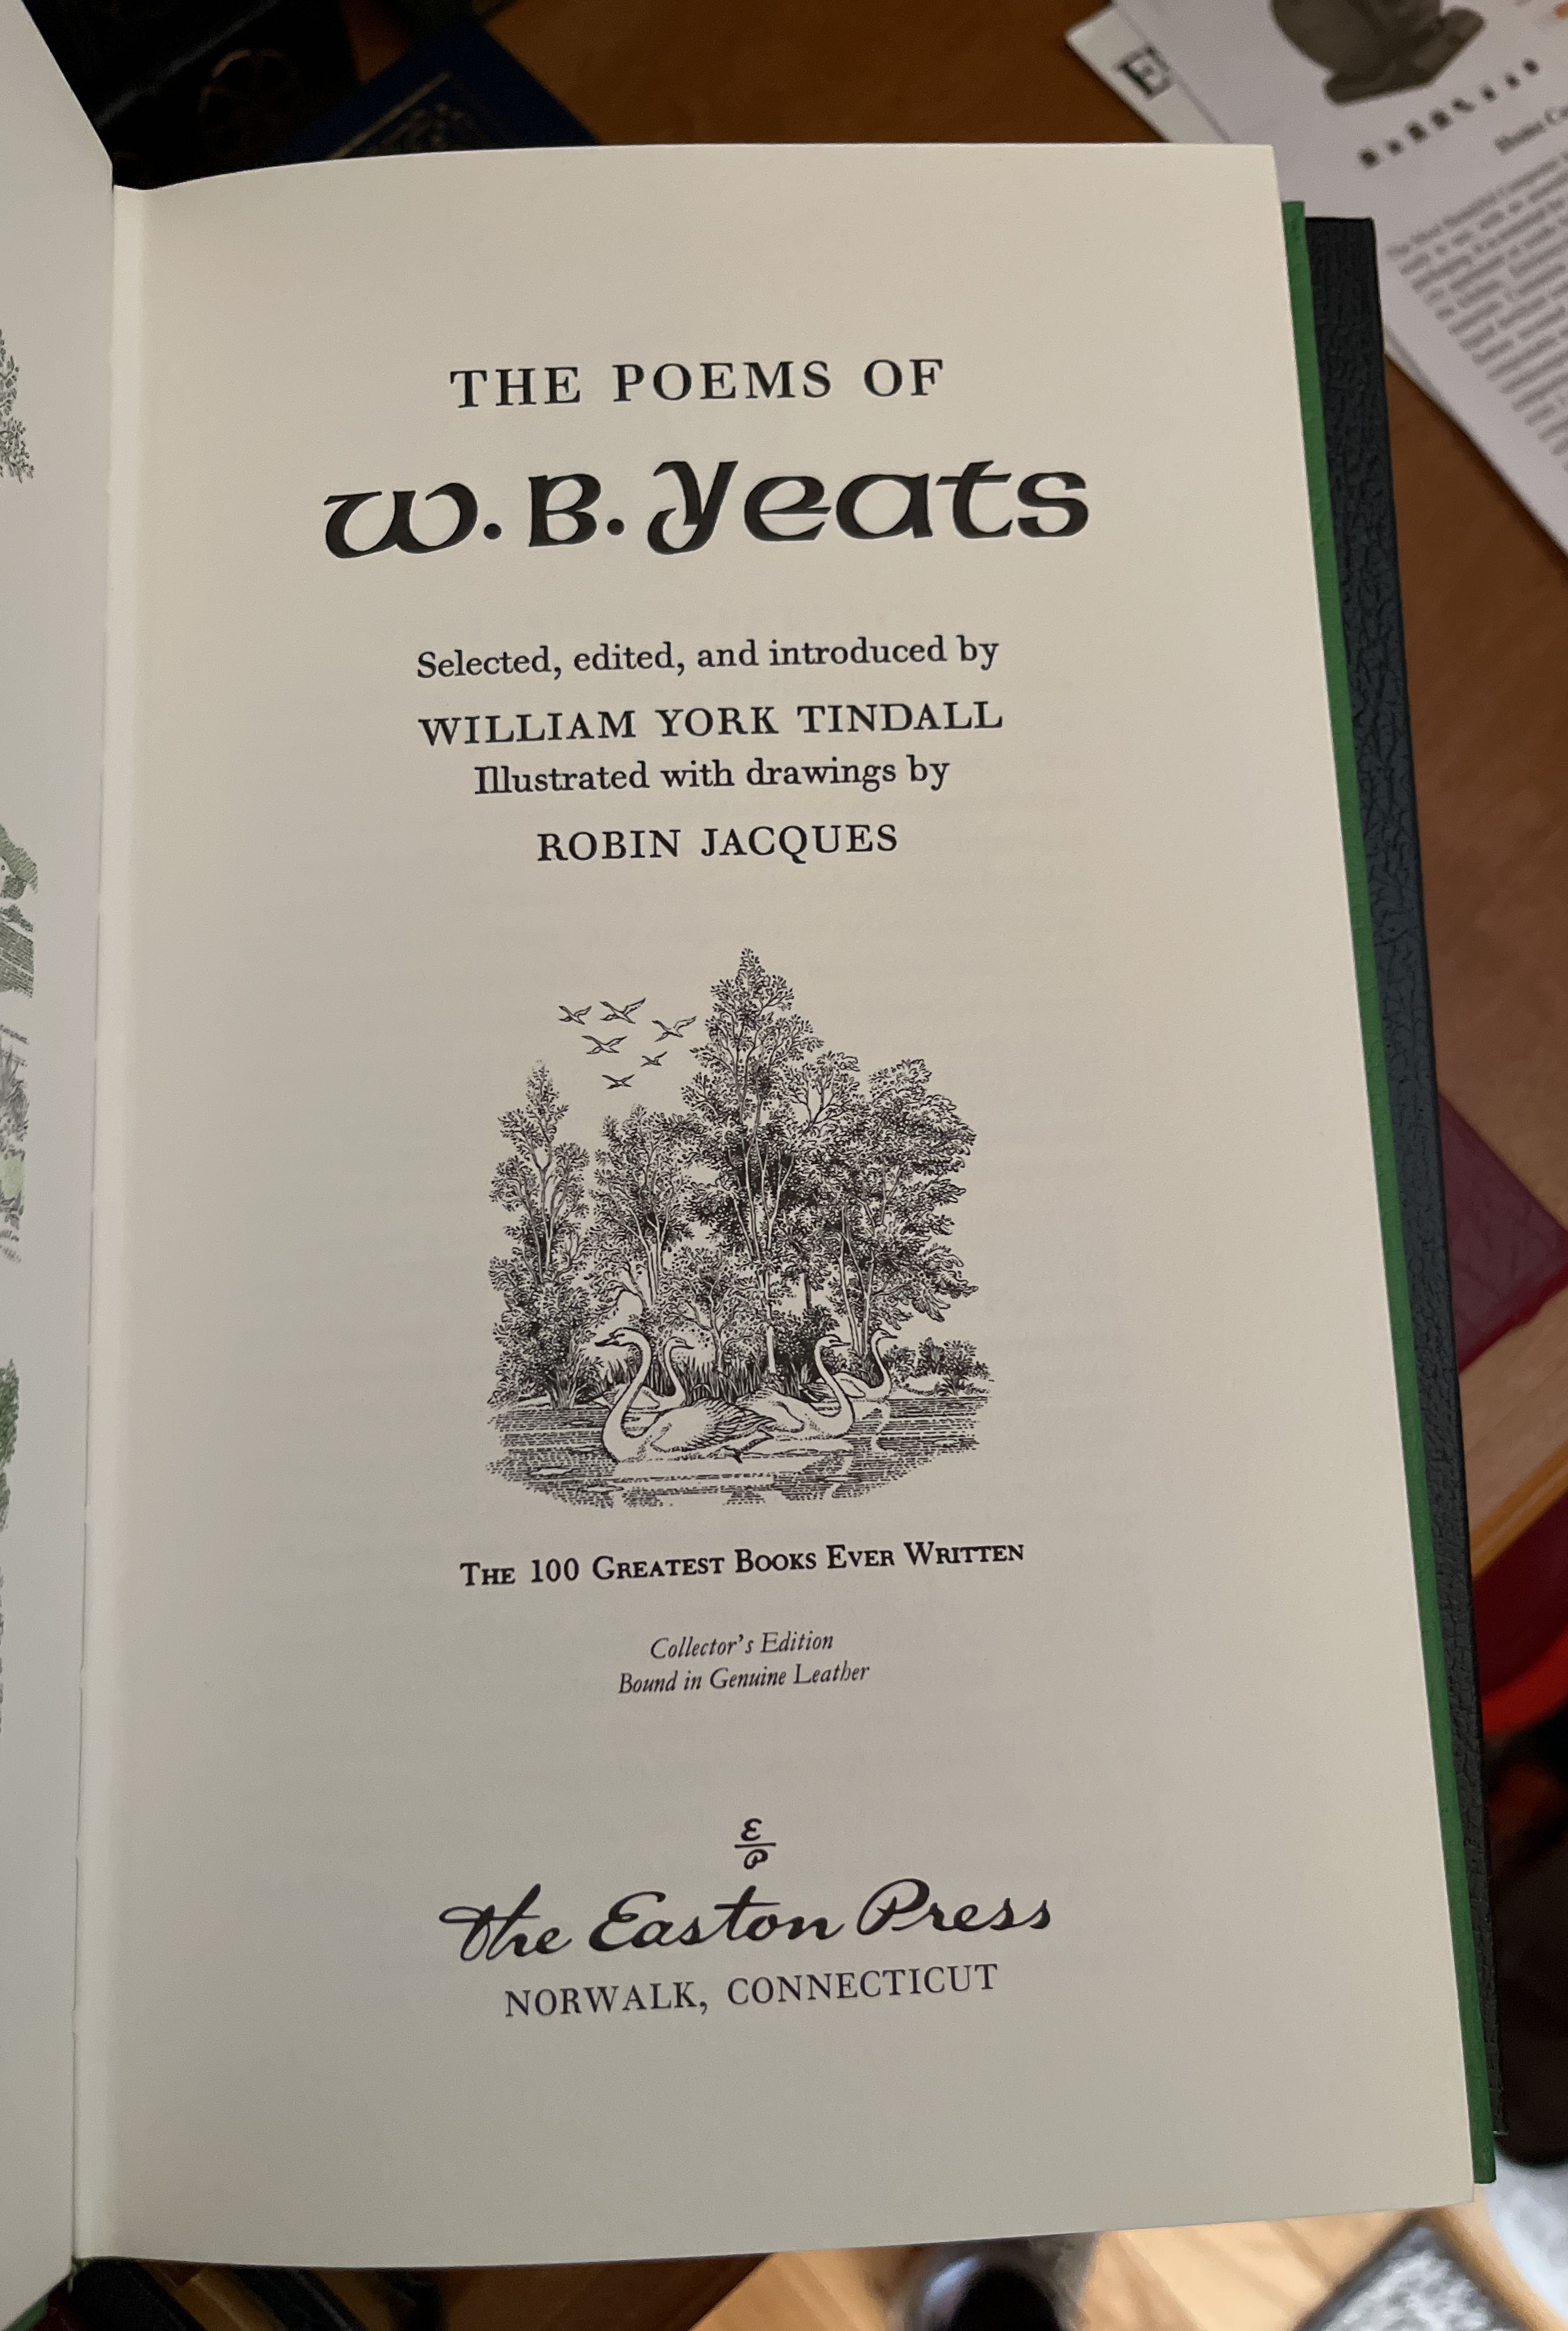 THE POEMS OF
W. B. Yeats
Selected, edited, and introduced by
WILLIAM YORK TINDALL
Illustrated with drawings by
ROBIN JACQUES
THE 100 GREATEST BOOKS EVER WRITTEN
Collector's Edition
Bound in Genuine Leather
E
P
The Easton Press
NORWALK, CONNECTICUT
E